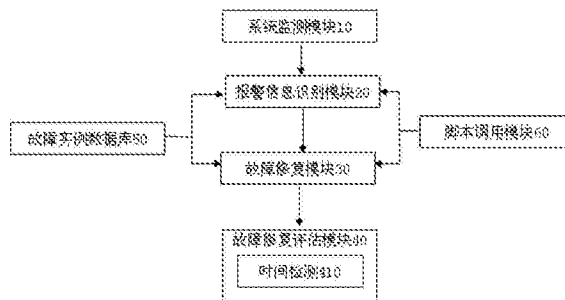 系统监测模块10
报警信息识别模块20
故障实例数据库50
脚本调用模块60
故障修复模块30
故障修复评估模块40
时间检测410